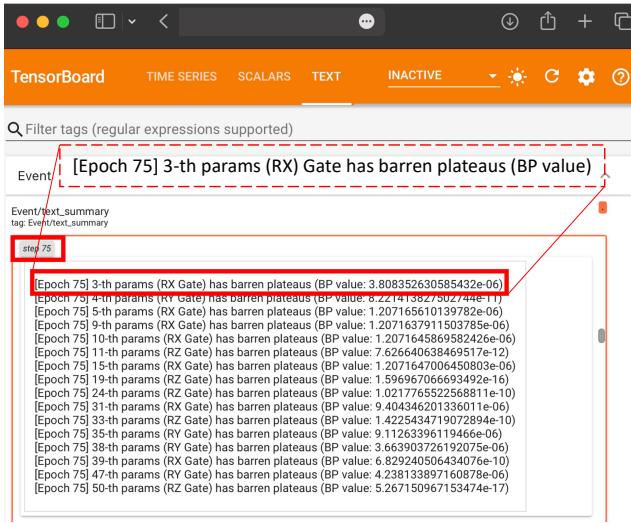 TensorBoard TIME SERIES SCALARS TEXT INACTIVE
Filter tags (regular expressions supported)
[Epoch 75] 3-th params (RX) Gate has barren plateaus (BP value)
Event
Event/text_summary
tag: Event/text_summary
step 75
[Epoch 75] 3-th params (RX Gate) has barren plateaus (BP value: 3.808352630585432e-06)
[Epoch 75] 4-th params (RY Gate) has barren plateaus (BP value: 8.221413827502744e-11)
[Epoch 75] 5-th params (RX Gate) has barren plateaus (BP value: 1.207165610139782e-06)
[Epoch 75] 9-th params (RX Gate) has barren plateaus (BP value: 1.2071637911503785e-06)
[Epoch 75] 10-th params (RX Gate) has barren plateaus (BP value: 1.2071645869582426e-06)
[Epoch 75] 11-th params (RZ Gate) has barren plateaus (BP value: 7.626640638469517e-12)
[Epoch 75] 15-th params (RX Gate) has barren plateaus (BP value: 1.2071647006450803e-06)
[Epoch 75] 19-th params (RZ Gate) has barren plateaus (BP value: 1.596967066693492e-16)
[Epoch 75] 24-th params (RZ Gate) has barren plateaus (BP value: 1.0217765522568811e-10)
[Epoch 75] 31-th params (RY Gate) has barren plateaus (BP value: 9.404346201336011e-06)
[Epoch 75] 33-th params (RZ Gate) has barren plateaus (BP value: 1.4225434719072894e-10)
[Epoch 75] 35-th params (RY Gate) has barren plateaus (BP value: 9.11263396119466e-06)
[Epoch 75] 38-th params (RY Gate) has barren plateaus (BP value: 3.663903726192075e-06)
[Epoch 75] 39-th params (RX Gate) has barren plateaus (BP value: 6.829240506434076e-10)
[Epoch 75] 47-th params (RY Gate) has barren plateaus (BP value: 4.238133897160878e-06)
[Epoch 75] 50-th params (RZ Gate) has barren plateaus (BP value: 5.267150967153474e-17)